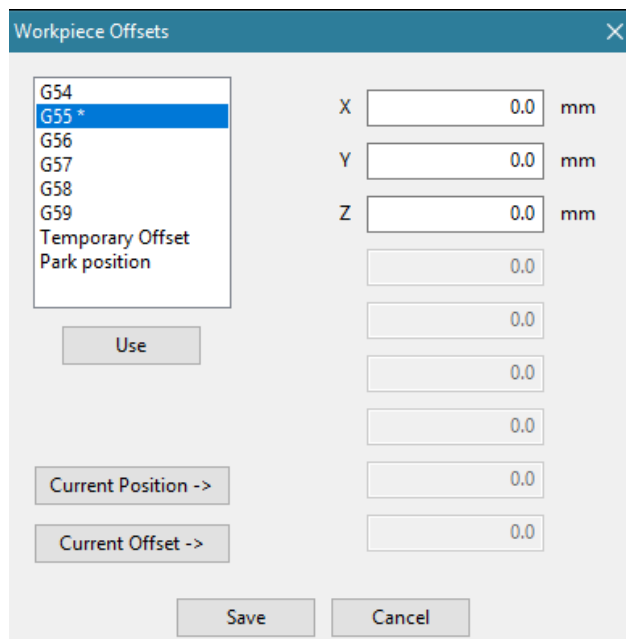 Workpiece Offsets
G54
G55 *
G56
G57
G58
G59
Temporary Offset
Park position
Use
Current Position ->
Current Offset ->
X 0.0 mm
Y 0.0 mm
Z 0.0 mm
0.0
0.0
0.0
0.0
0.0
0.0
Save Cancel